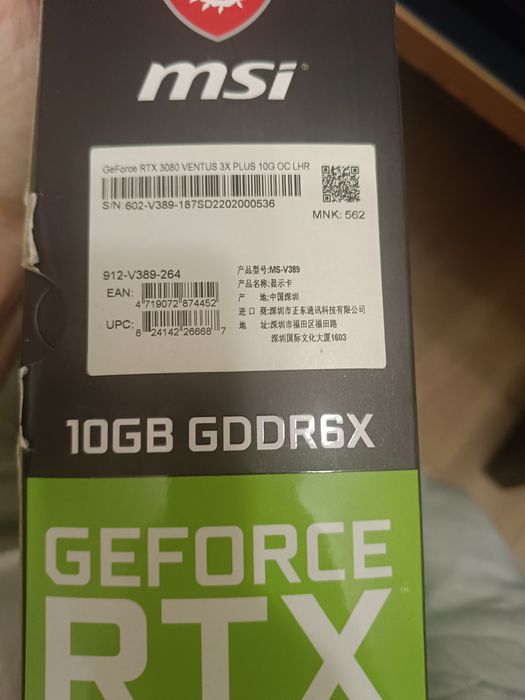 msi
GeForce RTX 3080 VENTUS 3X PLUS 10G OC LHR
S/N:602-V389-187SD2202000536
MNK: 562
912-V389-264
EAN: 4 719072 874452
UPC: 8 24142 26668 7
产品型号:MS-V389
产品名称:显示卡
产 地:中国深圳
进 口 商:深圳市正东通讯科技有限公司
地 址:深圳市福田区福田路
深圳国际文化大厦1603
10GB GDDR6X
GEFORCE
RTX